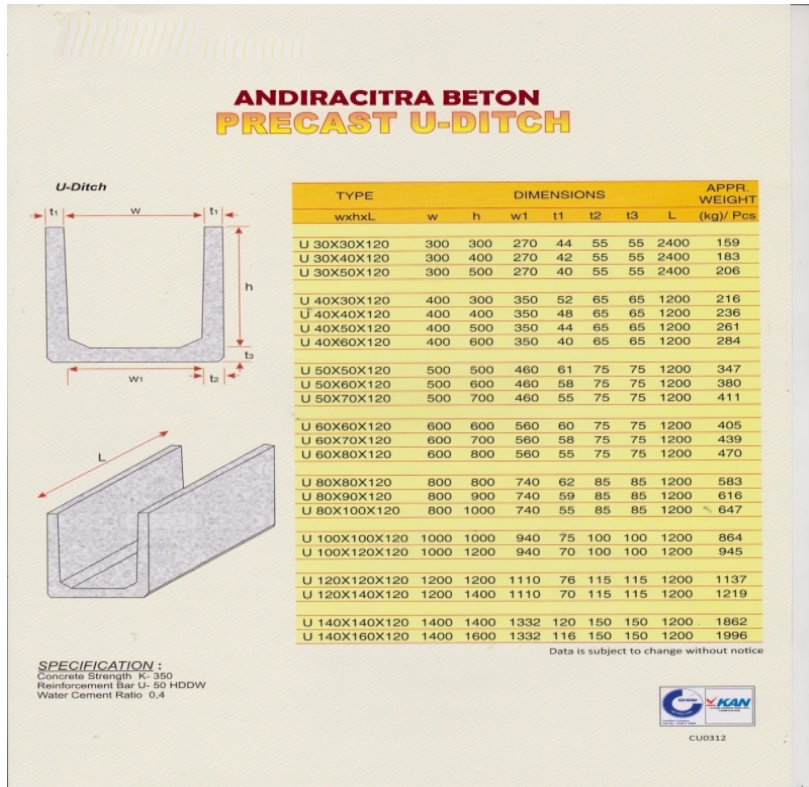 ANDIRACITRA BETON
PRECAST U-DITCH
U-Ditch
t1 w t1
h
t3
w1 t2
L
TYPE DIMENSIONS APPR. WEIGHT
wxhxL w h w1 t1 t2 t3 L (kg)/ Pcs
U 30X30X120 300 300 270 44 55 55 2400 159
U 30X40X120 300 400 270 42 55 55 2400 183
U 30X50X120 300 500 270 40 55 55 2400 206
U 40X30X120 400 300 350 52 65 65 1200 216
U 40X40X120 400 400 350 48 65 65 1200 236
U 40X50X120 400 500 350 44 65 65 1200 261
U 40X60X120 400 600 350 40 65 65 1200 284
U 50X50X120 500 500 460 61 75 75 1200 347
U 50X60X120 500 600 460 58 75 75 1200 380
U 50X70X120 500 700 460 55 75 75 1200 411
U 60X60X120 600 600 560 60 75 75 1200 405
U 60X70X120 600 700 560 58 75 75 1200 439
U 60X80X120 600 800 560 55 75 75 1200 470
U 80X80X120 800 800 740 62 85 85 1200 583
U 80X90X120 800 900 740 59 85 85 1200 616
U 80X100X120 800 1000 740 55 85 85 1200 647
U 100X100X120 1000 1000 940 75 100 100 1200 864
U 100X120X120 1000 1200 940 70 100 100 1200 945
U 120X120X120 1200 1200 1110 76 115 115 1200 1137
U 120X140X120 1200 1400 1110 70 115 115 1200 1219
U 140X140X120 1400 1400 1332 120 150 150 1200 1862
U 140X160X120 1400 1600 1332 116 150 150 1200 1996
Data is subject to change without notice
SPECIFICATION :
Concrete Strength K- 350
Reinforcement Bar U- 50 HDDW
Water Cement Ratio 0,4
KAN
CU0312